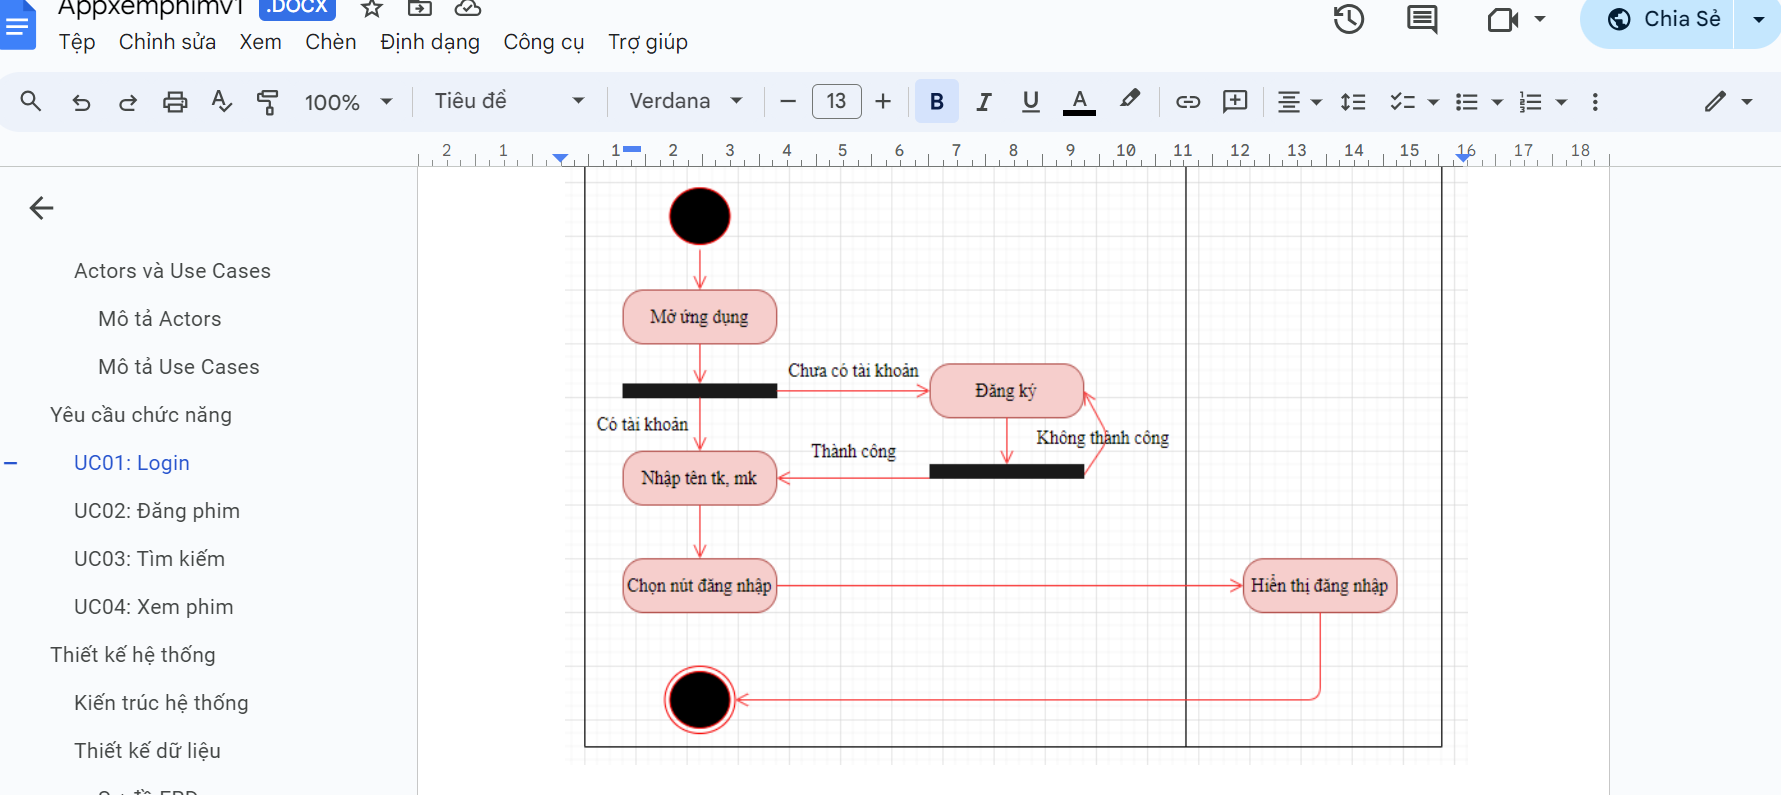 Appxemphimv1 .DOCX
Tệp Chỉnh sửa Xem Chèn Định dạng Công cụ Trợ giúp
Chia Sẻ
100% Tiêu đề Verdana 13 B I U A
2 1 1 2 3 4 5 6 7 8 9 10 11 12 13 14 15 16 17 18
Actors và Use Cases
Mô tả Actors
Mô tả Use Cases
Yêu cầu chức năng
UC01: Login
UC02: Đăng phim
UC03: Tìm kiếm
UC04: Xem phim
Thiết kế hệ thống
Kiến trúc hệ thống
Thiết kế dữ liệu
Sơ đồ ERD
Mở ứng dụng
Chưa có tài khoản
Đăng ký
Có tài khoản
Không thành công
Thành công
Nhập tên tk, mk
Chọn nút đăng nhập
Hiển thị đăng nhập